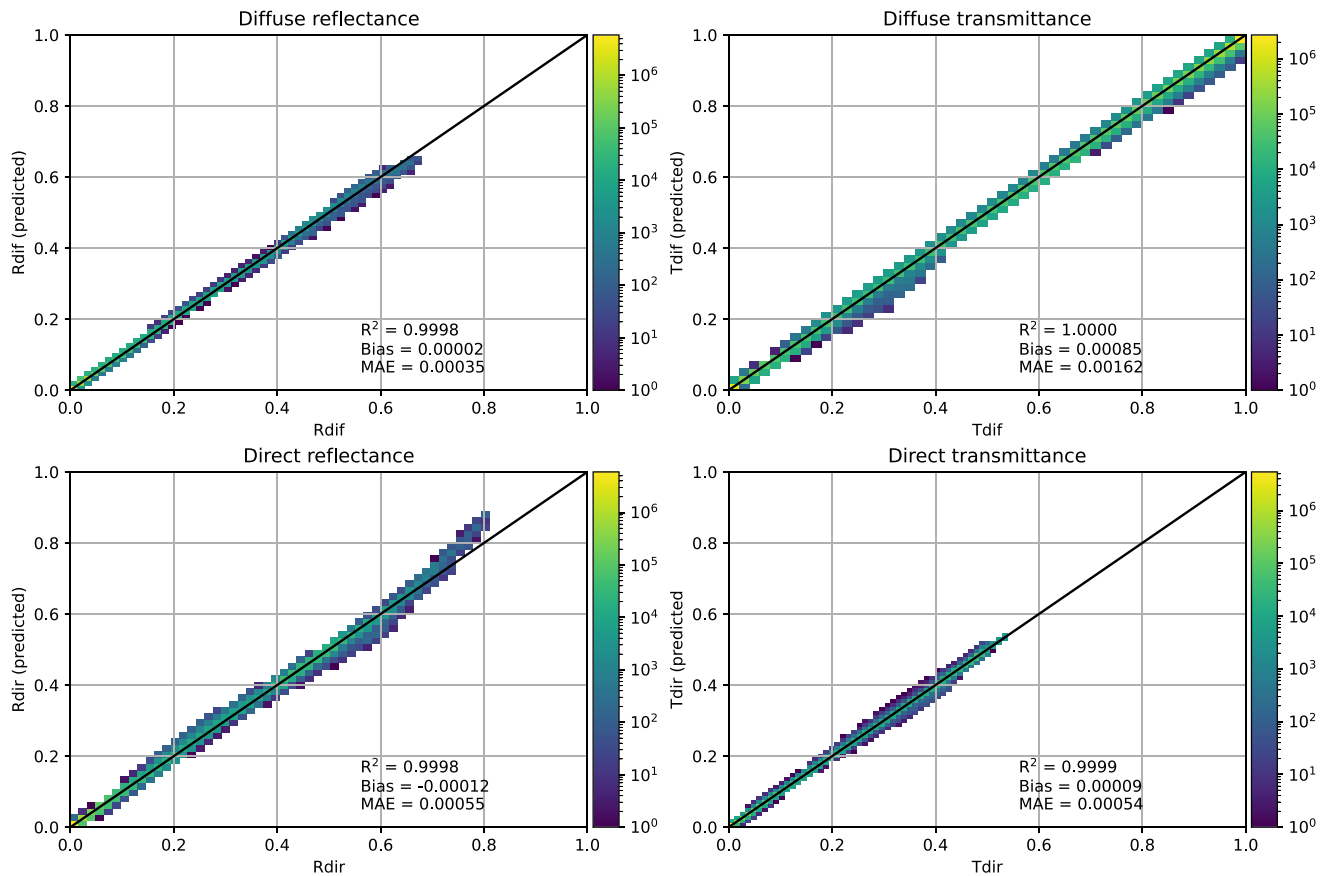 Diffuse reflectance
1.0
0.8
0.6
0.4
0.2
0.0
Rdif (predicted)
R² = 0.9998
Bias = 0.00002
MAE = 0.00035
0.0 0.2 0.4 0.6 0.8 1.0
Rdif
10⁶
10⁵
10⁴
10³
10²
10¹
10⁰
Diffuse transmittance
1.0
0.8
0.6
0.4
0.2
0.0
Tdif (predicted)
R² = 1.0000
Bias = 0.00085
MAE = 0.00162
0.0 0.2 0.4 0.6 0.8 1.0
Tdif
10⁶
10⁵
10⁴
10³
10²
10¹
10⁰
Direct reflectance
1.0
0.8
0.6
0.4
0.2
0.0
Rdir (predicted)
R² = 0.9998
Bias = -0.00012
MAE = 0.00055
0.0 0.2 0.4 0.6 0.8 1.0
Rdir
10⁶
10⁵
10⁴
10³
10²
10¹
10⁰
Direct transmittance
1.0
0.8
0.6
0.4
0.2
0.0
Tdir (predicted
R² = 0.9999
Bias = 0.00009
MAE = 0.00054
0.0 0.2 0.4 0.6 0.8 1.0
Tdir
10⁶
10⁵
10⁴
10³
10²
10¹
10⁰